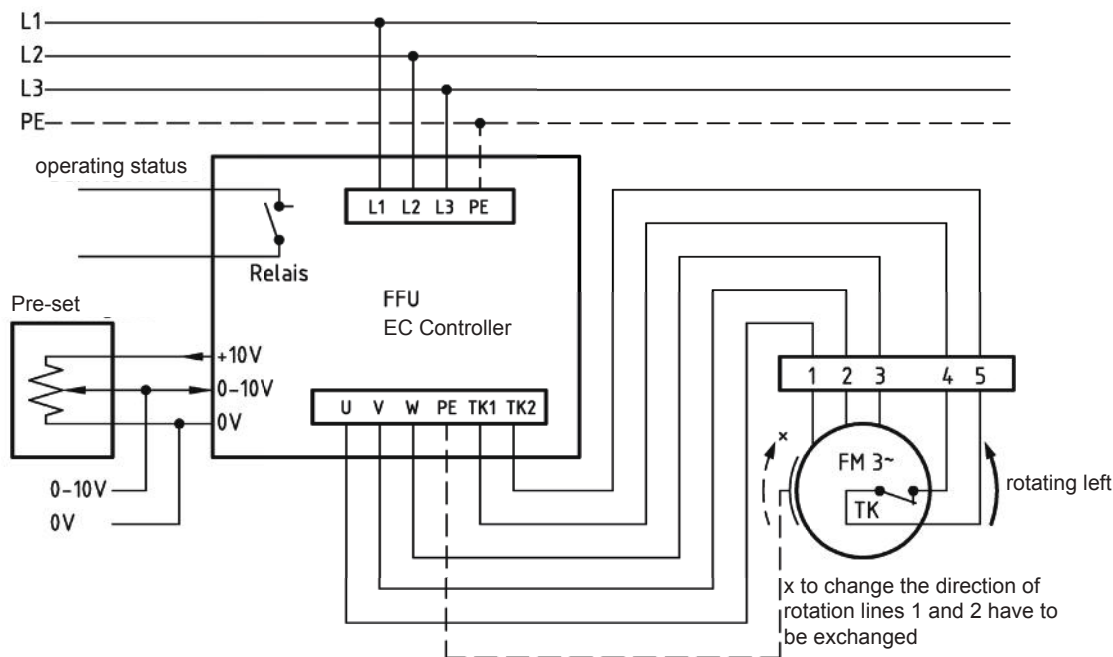 L1
L2
L3
PE
operating status
L1 L2 L3 PE
Relais
Pre-set
FFU
EC Controller
+10V
0-10V
0V
U V W PE TK1 TK2
1 2 3 4 5
x
FM 3~
TK
rotating left
0-10V
0V
x to change the direction of
rotation lines 1 and 2 have to
be exchanged